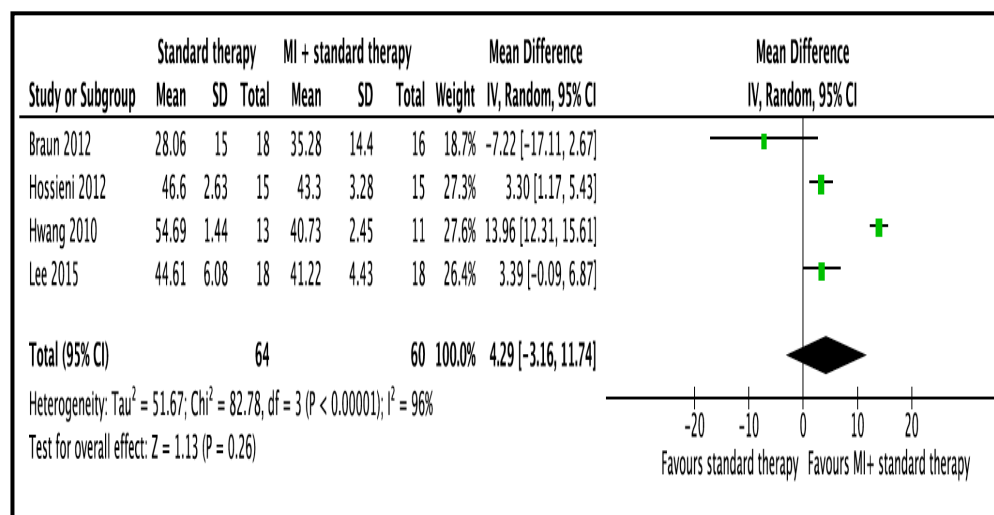 Standard therapy MI + standard therapy Mean Difference Mean Difference
Study or Subgroup Mean SD Total Mean SD Total Weight IV, Random, 95% CI IV, Random, 95% CI
Braun 2012 28.06 15 18 35.28 14.4 16 18.7% −7.22 [−17.11, 2.67]
Hossieni 2012 46.6 2.63 15 43.3 3.28 15 27.3% 3.30 [1.17, 5.43]
Hwang 2010 54.69 1.44 13 40.73 2.45 11 27.6% 13.96 [12.31, 15.61]
Lee 2015 44.61 6.08 18 41.22 4.43 18 26.4% 3.39 [−0.09, 6.87]
Total (95% CI) 64 60 100.0% 4.29 [−3.16, 11.74]
Heterogeneity: Tau² = 51.67; Chi² = 82.78, df = 3 (P < 0.00001); I² = 96%
Test for overall effect: Z = 1.13 (P = 0.26)
−20 −10 0 10 20
Favours standard therapy Favours MI+ standard therapy